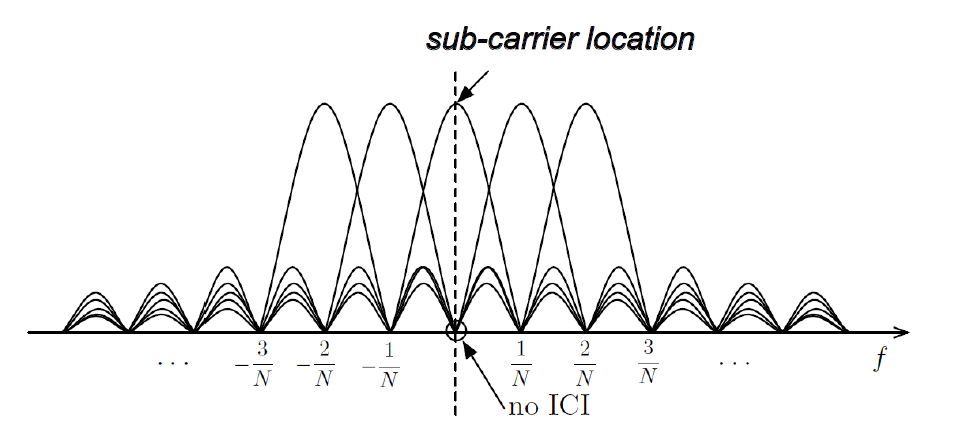 sub-carrier location
. . . −3/N −2/N −1/N 1/N 2/N 3/N . . . f
no ICI